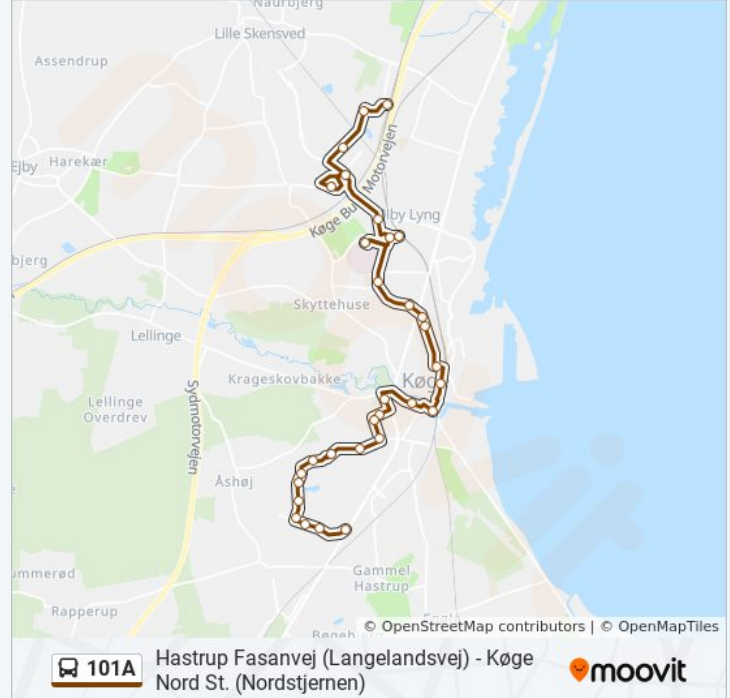 Naurbjerg
Lille Skensved
Assendrup
Ejby
Harekær
Motorvejen
Køge Bu
Ølby Lyng
bjerg
Skyttehuse
Lellinge
Krageskovbakke
Køge
Lellinge
Overdrev
Sydmotorvejen
Åshøj
ummerød
Gammel
Hastrup
Rapperup
© OpenStreetMap contributors | © OpenMapTiles
101A
Hastrup Fasanvej (Langelandsvej) - Køge
Nord St. (Nordstjernen)
moovit